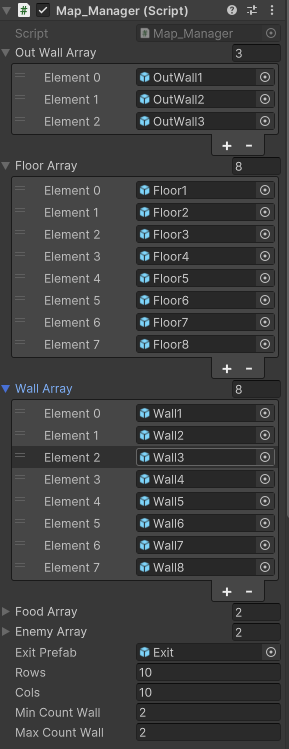 Map_Manager (Script)
Script Map_Manager
Out Wall Array 3
Element 0 OutWall1
Element 1 OutWall2
Element 2 OutWall3
+ -
Floor Array 8
Element 0 Floor1
Element 1 Floor2
Element 2 Floor3
Element 3 Floor4
Element 4 Floor5
Element 5 Floor6
Element 6 Floor7
Element 7 Floor8
+ -
Wall Array 8
Element 0 Wall1
Element 1 Wall2
Element 2 Wall3
Element 3 Wall4
Element 4 Wall5
Element 5 Wall6
Element 6 Wall7
Element 7 Wall8
+ -
Food Array 2
Enemy Array 2
Exit Prefab Exit
Rows 10
Cols 10
Min Count Wall 2
Max Count Wall 2